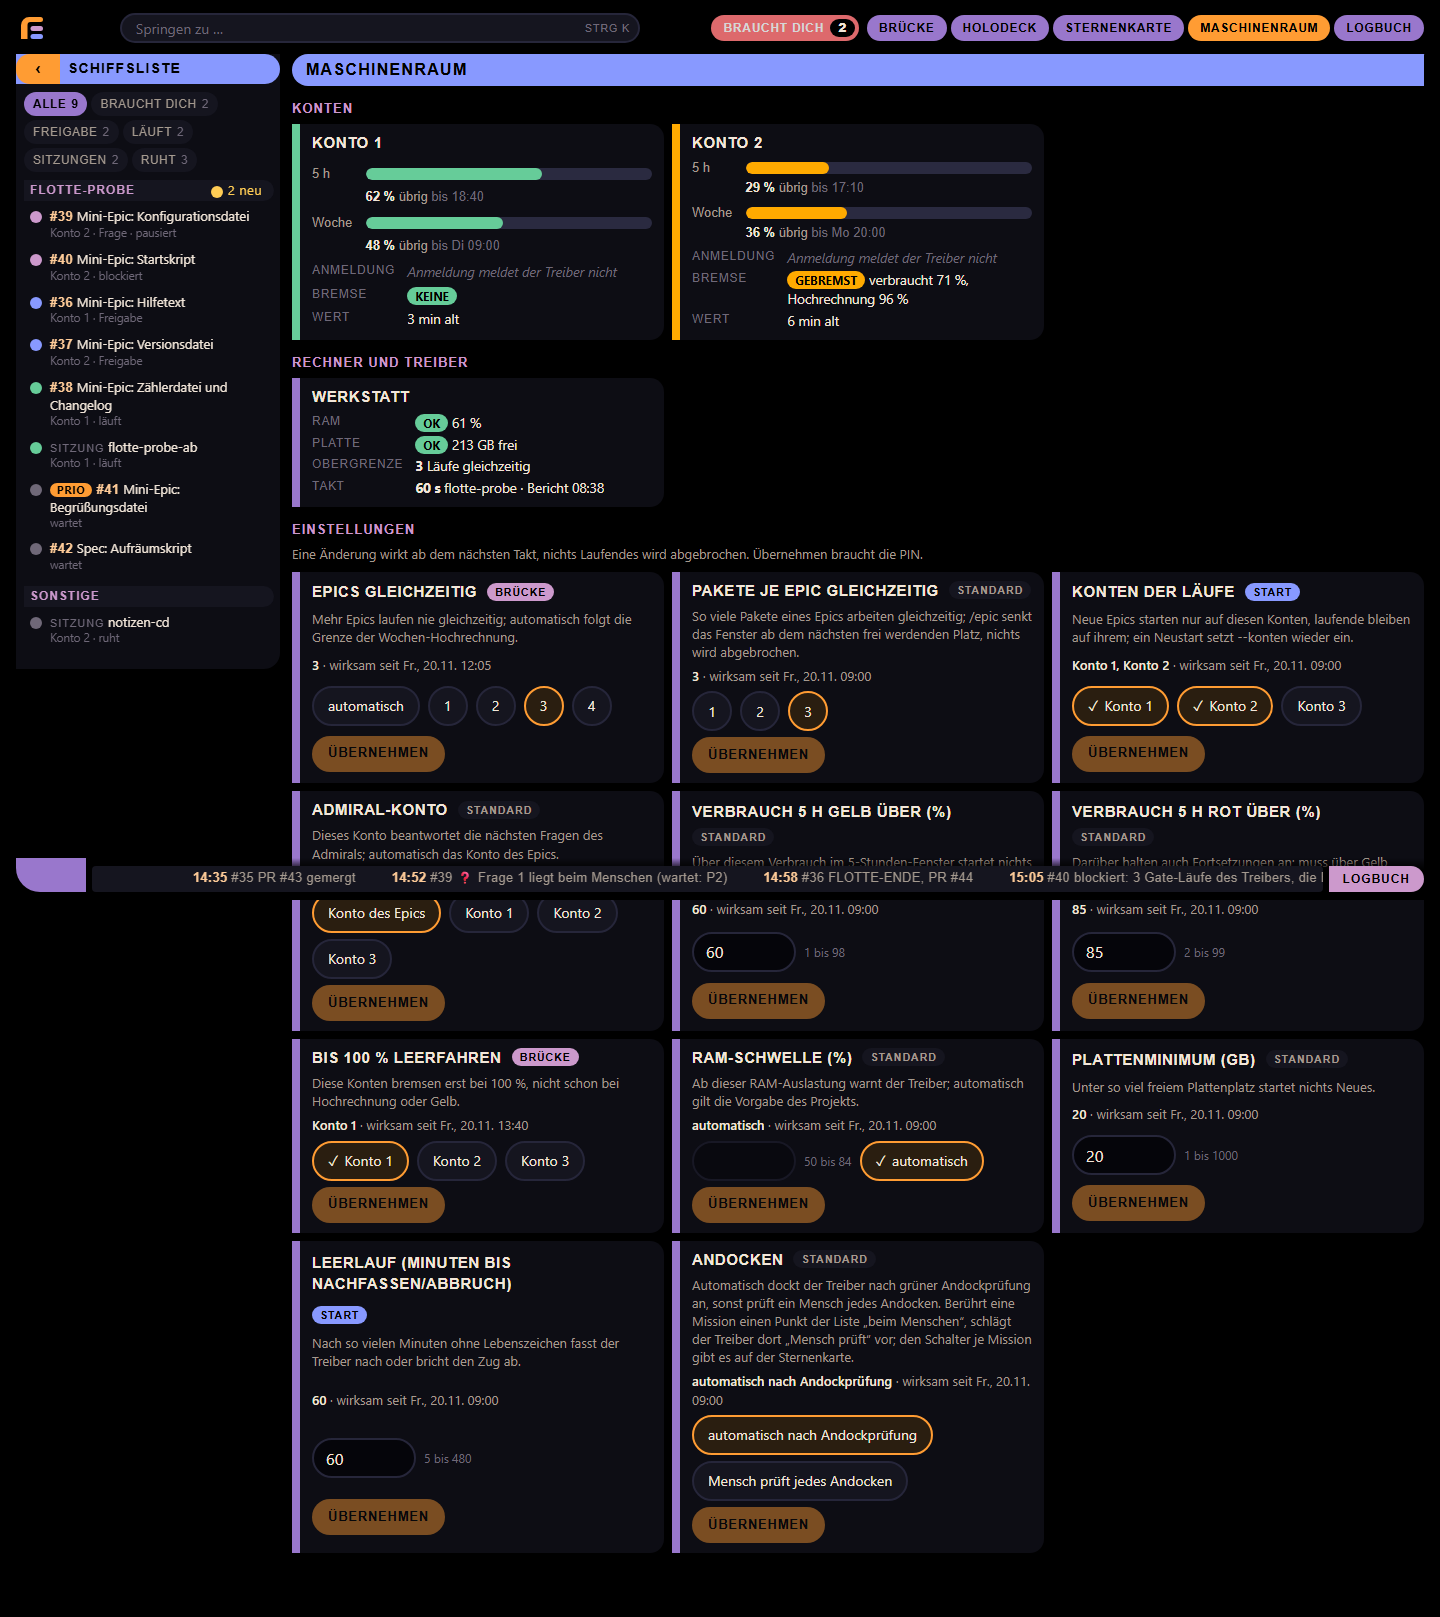 Springen zu ...
STRG K
BRAUCHT DICH 2
BRÜCKE
HOLODECK
STERNENKARTE
MASCHINENRAUM
LOGBUCH
‹
SCHIFFSLISTE
ALLE 9
BRAUCHT DICH 2
FREIGABE 2
LÄUFT 2
SITZUNGEN 2
RUHT 3
FLOTTE-PROBE
2 neu
#39 Mini-Epic: Konfigurationsdatei
Konto 2 · Frage · pausiert
#40 Mini-Epic: Startskript
Konto 2 · blockiert
#36 Mini-Epic: Hilfetext
Konto 1 · Freigabe
#37 Mini-Epic: Versionsdatei
Konto 2 · Freigabe
#38 Mini-Epic: Zählerdatei und
Changelog
Konto 1 · läuft
SITZUNG flotte-probe-ab
Konto 1 · läuft
PRIO #41 Mini-Epic:
Begrüßungsdatei
wartet
#42 Spec: Aufräumskript
wartet
SONSTIGE
SITZUNG notizen-cd
Konto 2 · ruht
MASCHINENRAUM
KONTEN
KONTO 1
5 h
62 % übrig bis 18:40
Woche
48 % übrig bis Di 09:00
ANMELDUNG Anmeldung meldet der Treiber nicht
BREMSE KEINE
WERT 3 min alt
KONTO 2
5 h
29 % übrig bis 17:10
Woche
36 % übrig bis Mo 20:00
ANMELDUNG Anmeldung meldet der Treiber nicht
BREMSE GEBREMST verbraucht 71 %,
Hochrechnung 96 %
WERT 6 min alt
RECHNER UND TREIBER
WERKSTATT
RAM OK 61 %
PLATTE OK 213 GB frei
OBERGRENZE 3 Läufe gleichzeitig
TAKT 60 s flotte-probe · Bericht 08:38
EINSTELLUNGEN
Eine Änderung wirkt ab dem nächsten Takt, nichts Laufendes wird abgebrochen. Übernehmen braucht die PIN.
EPICS GLEICHZEITIG BRÜCKE
Mehr Epics laufen nie gleichzeitig; automatisch folgt die
Grenze der Wochen-Hochrechnung.
3 · wirksam seit Fr., 20.11. 12:05
automatisch 1 2 3 4
ÜBERNEHMEN
PAKETE JE EPIC GLEICHZEITIG STANDARD
So viele Pakete eines Epics arbeiten gleichzeitig; /epic senkt
das Fenster ab dem nächsten frei werdenden Platz, nichts
wird abgebrochen.
3 · wirksam seit Fr., 20.11. 09:00
1 2 3
ÜBERNEHMEN
KONTEN DER LÄUFE START
Neue Epics starten nur auf diesen Konten, laufende bleiben
auf ihrem; ein Neustart setzt --konten wieder ein.
Konto 1, Konto 2 · wirksam seit Fr., 20.11. 09:00
✓ Konto 1 ✓ Konto 2 Konto 3
ÜBERNEHMEN
ADMIRAL-KONTO STANDARD
Dieses Konto beantwortet die nächsten Fragen des
Admirals; automatisch das Konto des Epics.
Konto des Epics Konto 1 Konto 2
Konto 3
ÜBERNEHMEN
VERBRAUCH 5 H GELB ÜBER (%)
STANDARD
Über diesem Verbrauch im 5-Stunden-Fenster startet nichts
60 · wirksam seit Fr., 20.11. 09:00
60 1 bis 98
ÜBERNEHMEN
VERBRAUCH 5 H ROT ÜBER (%)
STANDARD
Darüber halten auch Fortsetzungen an; muss über Gelb
85 · wirksam seit Fr., 20.11. 09:00
85 2 bis 99
ÜBERNEHMEN
14:35 #35 PR #43 gemergt 14:52 #39 ❓ Frage 1 liegt beim Menschen (wartet: P2) 14:58 #36 FLOTTE-ENDE, PR #44 15:05 #40 blockiert: 3 Gate-Läufe des Treibers, die
LOGBUCH
BIS 100 % LEERFAHREN BRÜCKE
Diese Konten bremsen erst bei 100 %, nicht schon bei
Hochrechnung oder Gelb.
Konto 1 · wirksam seit Fr., 20.11. 13:40
✓ Konto 1 Konto 2 Konto 3
ÜBERNEHMEN
RAM-SCHWELLE (%) STANDARD
Ab dieser RAM-Auslastung warnt der Treiber; automatisch
gilt die Vorgabe des Projekts.
automatisch · wirksam seit Fr., 20.11. 09:00
50 bis 84 ✓ automatisch
ÜBERNEHMEN
PLATTENMINIMUM (GB) STANDARD
Unter so viel freiem Plattenplatz startet nichts Neues.
20 · wirksam seit Fr., 20.11. 09:00
20 1 bis 1000
ÜBERNEHMEN
LEERLAUF (MINUTEN BIS
NACHFASSEN/ABBRUCH)
START
Nach so vielen Minuten ohne Lebenszeichen fasst der
Treiber nach oder bricht den Zug ab.
60 · wirksam seit Fr., 20.11. 09:00
60 5 bis 480
ÜBERNEHMEN
ANDOCKEN STANDARD
Automatisch dockt der Treiber nach grüner Andockprüfung
an, sonst prüft ein Mensch jedes Andocken. Berührt eine
Mission einen Punkt der Liste „beim Menschen“, schlägt
der Treiber dort „Mensch prüft“ vor; den Schalter je Mission
gibt es auf der Sternenkarte.
automatisch nach Andockprüfung · wirksam seit Fr., 20.11.
09:00
automatisch nach Andockprüfung
Mensch prüft jedes Andocken
ÜBERNEHMEN